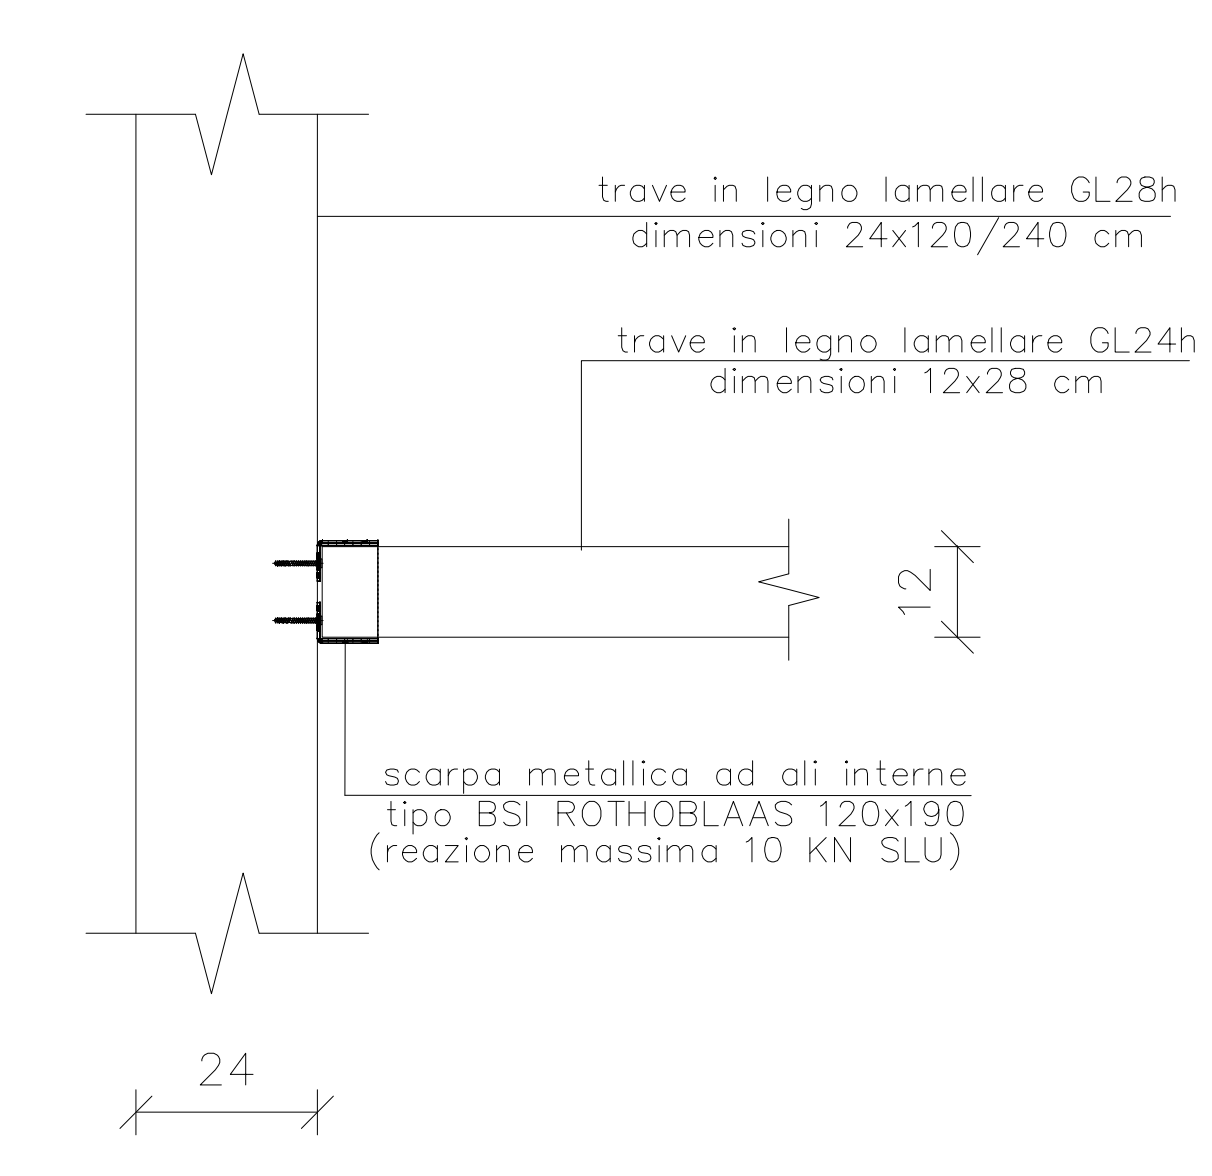 trave in legno lamellare GL28h
dimensioni 24x120/240 cm
trave in legno lamellare GL24h
dimensioni 12x28 cm
12
scarpa metallica ad ali interne
tipo BSI ROTHOBLAAS 120x190
(reazione massima 10 KN SLU)
24